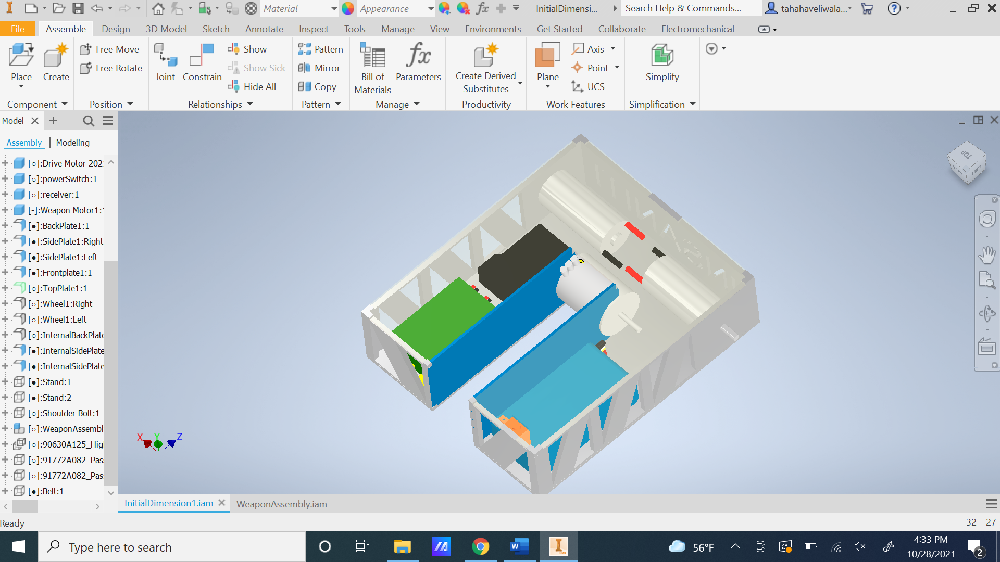 Material
Appearance
InitialDimensi...
Search Help & Commands...
tahahaveliwala...
File
Assemble
Design
3D Model
Sketch
Annotate
Inspect
Tools
Manage
View
Environments
Get Started
Collaborate
Electromechanical
Place
Create
Free Move
Free Rotate
Joint
Constrain
Show
Show Sick
Hide All
Pattern
Mirror
Copy
Bill of
Materials
Parameters
Create Derived
Substitutes
Plane
Axis
Point
UCS
Simplify
Component
Position
Relationships
Pattern
Manage
Productivity
Work Features
Simplification
Model
Assembly
Modeling
[○]:Drive Motor 202
[○]:powerSwitch:1
[○]:receiver:1
[-]:Weapon Motor1:
[●]:BackPlate1:1
[●]:SidePlate1:Right
[●]:SidePlate1:Left
[●]:Frontplate1:1
[○]:TopPlate1:1
[○]:Wheel1:Right
[○]:Wheel1:Left
[○]:InternalBackPlate
[●]:InternalSidePlate
[●]:InternalSidePlate
[●]:Stand:1
[●]:Stand:2
[○]:Shoulder Bolt:1
[○]:WeaponAssembl
[○]:90630A125_Hig
[○]:91772A082_Pas
[○]:91772A082_Pas
[●]:Belt:1
TOP
BACK
LEFT
X
Y
Z
InitialDimension1.iam
WeaponAssembly.iam
Ready
32
27
Type here to search
56°F
4:33 PM
10/28/2021
2